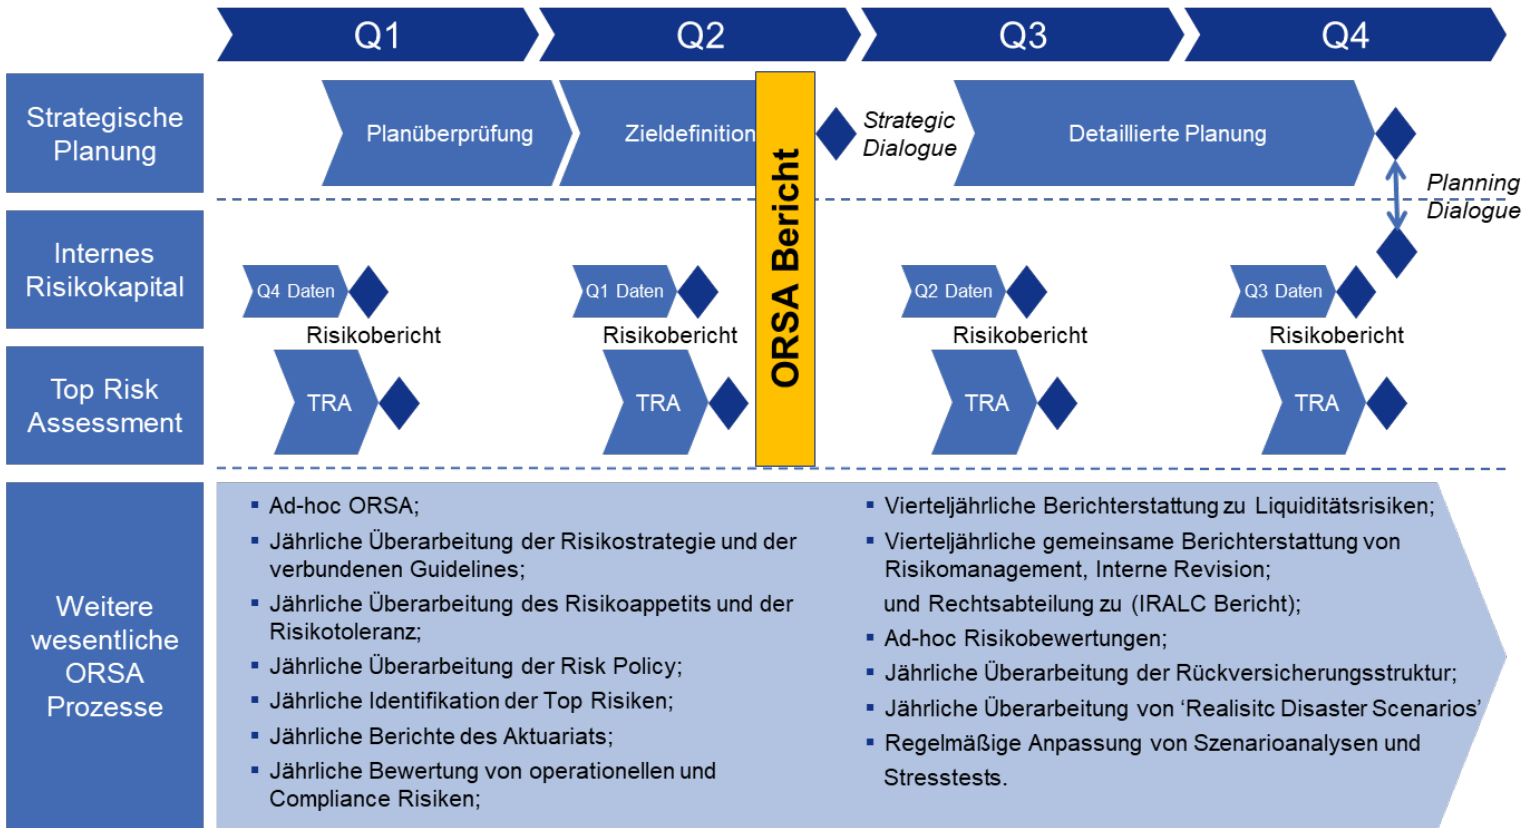 Q1
Q2
Q3
Q4
Strategische
Planung
Planüberprüfung
Zieldefinition
Strategic
Dialogue
Detaillierte Planung
Planning
Dialogue
ORSA Bericht
Internes
Risikokapital
Q4 Daten
Q1 Daten
Q2 Daten
Q3 Daten
Risikobericht
Risikobericht
Risikobericht
Risikobericht
Top Risk
Assessment
TRA
TRA
TRA
TRA
Weitere
wesentliche
ORSA
Prozesse
▪ Ad-hoc ORSA;
▪ Jährliche Überarbeitung der Risikostrategie und der
verbundenen Guidelines;
▪ Jährliche Überarbeitung des Risikoappetits und der
Risikotoleranz;
▪ Jährliche Überarbeitung der Risk Policy;
▪ Jährliche Identifikation der Top Risiken;
▪ Jährliche Berichte des Aktuariats;
▪ Jährliche Bewertung von operationellen und
Compliance Risiken;
▪ Vierteljährliche Berichterstattung zu Liquiditätsrisiken;
▪ Vierteljährliche gemeinsame Berichterstattung von
Risikomanagement, Interne Revision;
und Rechtsabteilung zu (IRALC Bericht);
▪ Ad-hoc Risikobewertungen;
▪ Jährliche Überarbeitung der Rückversicherungsstruktur;
▪ Jährliche Überarbeitung von ‘Realisitc Disaster Scenarios’
▪ Regelmäßige Anpassung von Szenarioanalysen und
Stresstests.